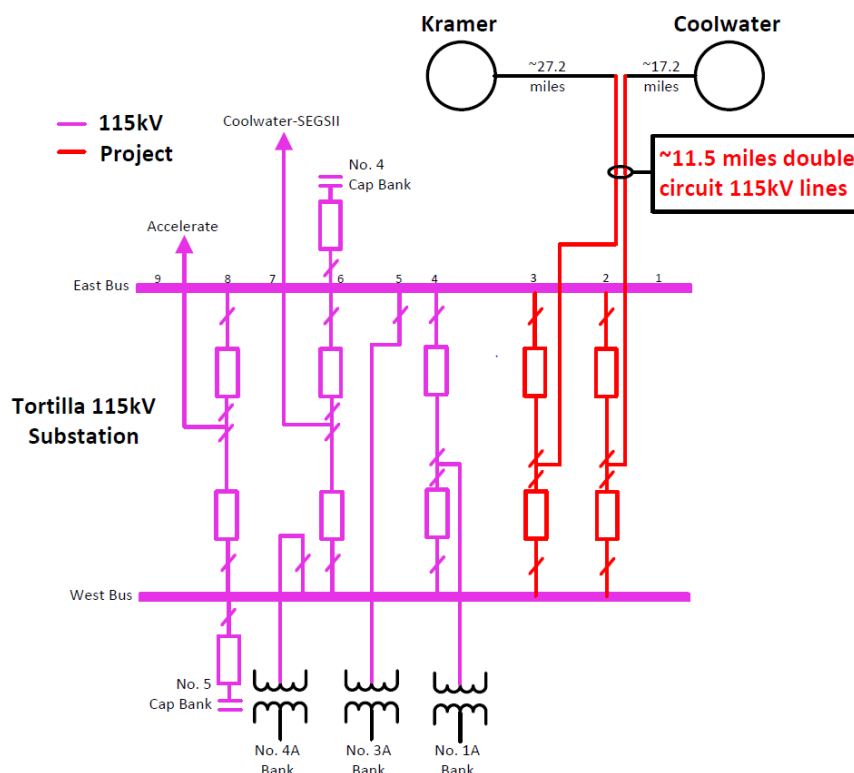 Kramer
Coolwater
~27.2
miles
~17.2
miles
115kV
Project
Coolwater-SEGSII
No. 4
Cap Bank
~11.5 miles double
circuit 115kV lines
Accelerate
East Bus
9
8
7
6
5
4
3
2
1
Tortilla 115kV
Substation
West Bus
No. 5
Cap Bank
No. 4A
Bank
No. 3A
Bank
No. 1A
Bank